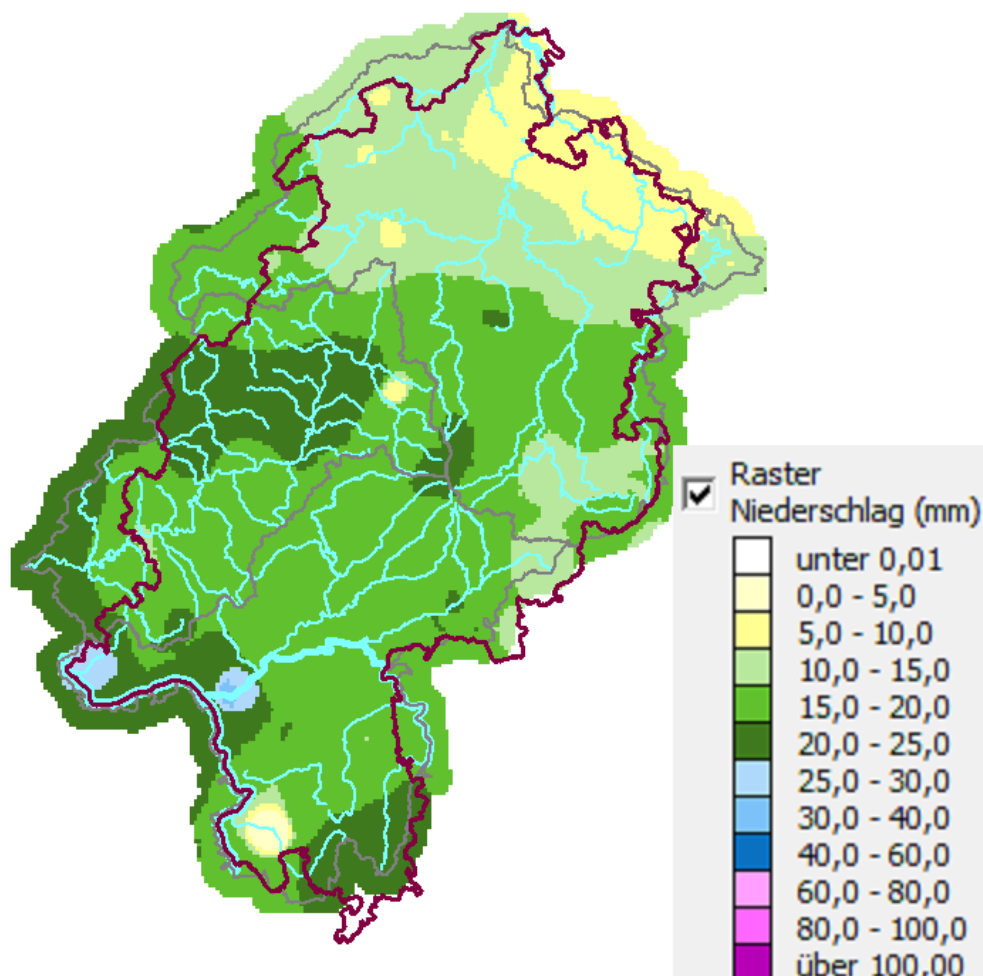 Raster
Niederschlag (mm)
unter 0,01
0,0 - 5,0
5,0 - 10,0
10,0 - 15,0
15,0 - 20,0
20,0 - 25,0
25,0 - 30,0
30,0 - 40,0
40,0 - 60,0
60,0 - 80,0
80,0 - 100,0
über 100,00